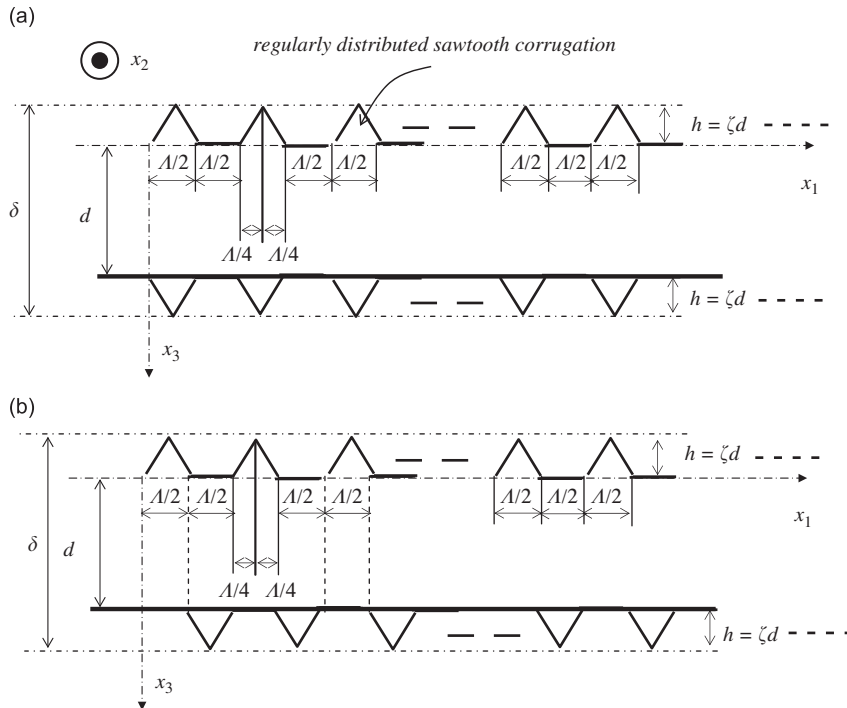 (a)
x2
regularly distributed sawtooth corrugation
h = ζd
Λ/2 Λ/2 Λ/2 Λ/2 Λ/2 Λ/2 Λ/2
x1
δ
d
Λ/4 Λ/4
h = ζd
x3
(b)
h = ζd
Λ/2 Λ/2 Λ/2 Λ/2 Λ/2 Λ/2 Λ/2
x1
δ
d
Λ/4 Λ/4
h = ζd
x3